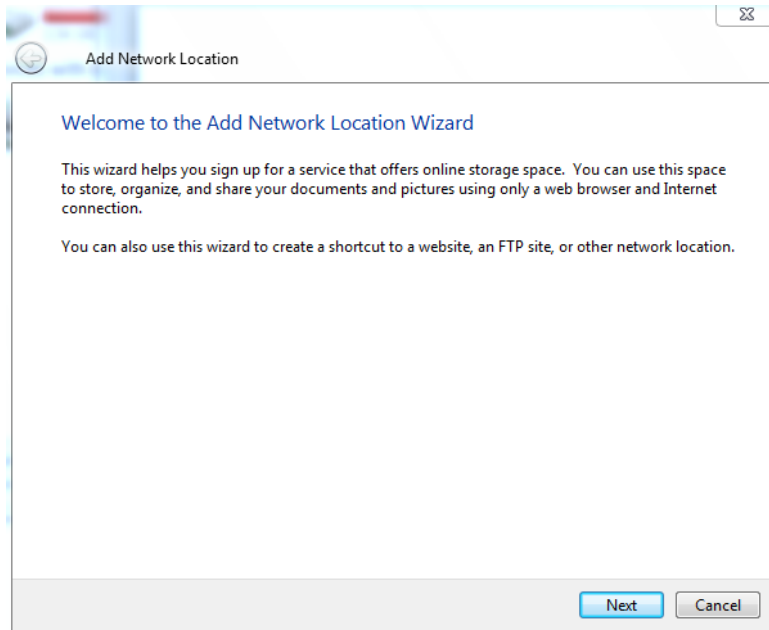 Add Network Location
Welcome to the Add Network Location Wizard
This wizard helps you sign up for a service that offers online storage space.  You can use this space
to store, organize, and share your documents and pictures using only a web browser and Internet
connection.
You can also use this wizard to create a shortcut to a website, an FTP site, or other network location.
Next
Cancel